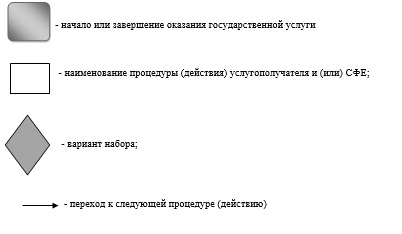 - начало или завершение оказания государственной услуги
- наименование процедуры (действия) услугополучателя и (или) СФЕ;
- вариант набора;
- переход к следующей процедуре (действию)